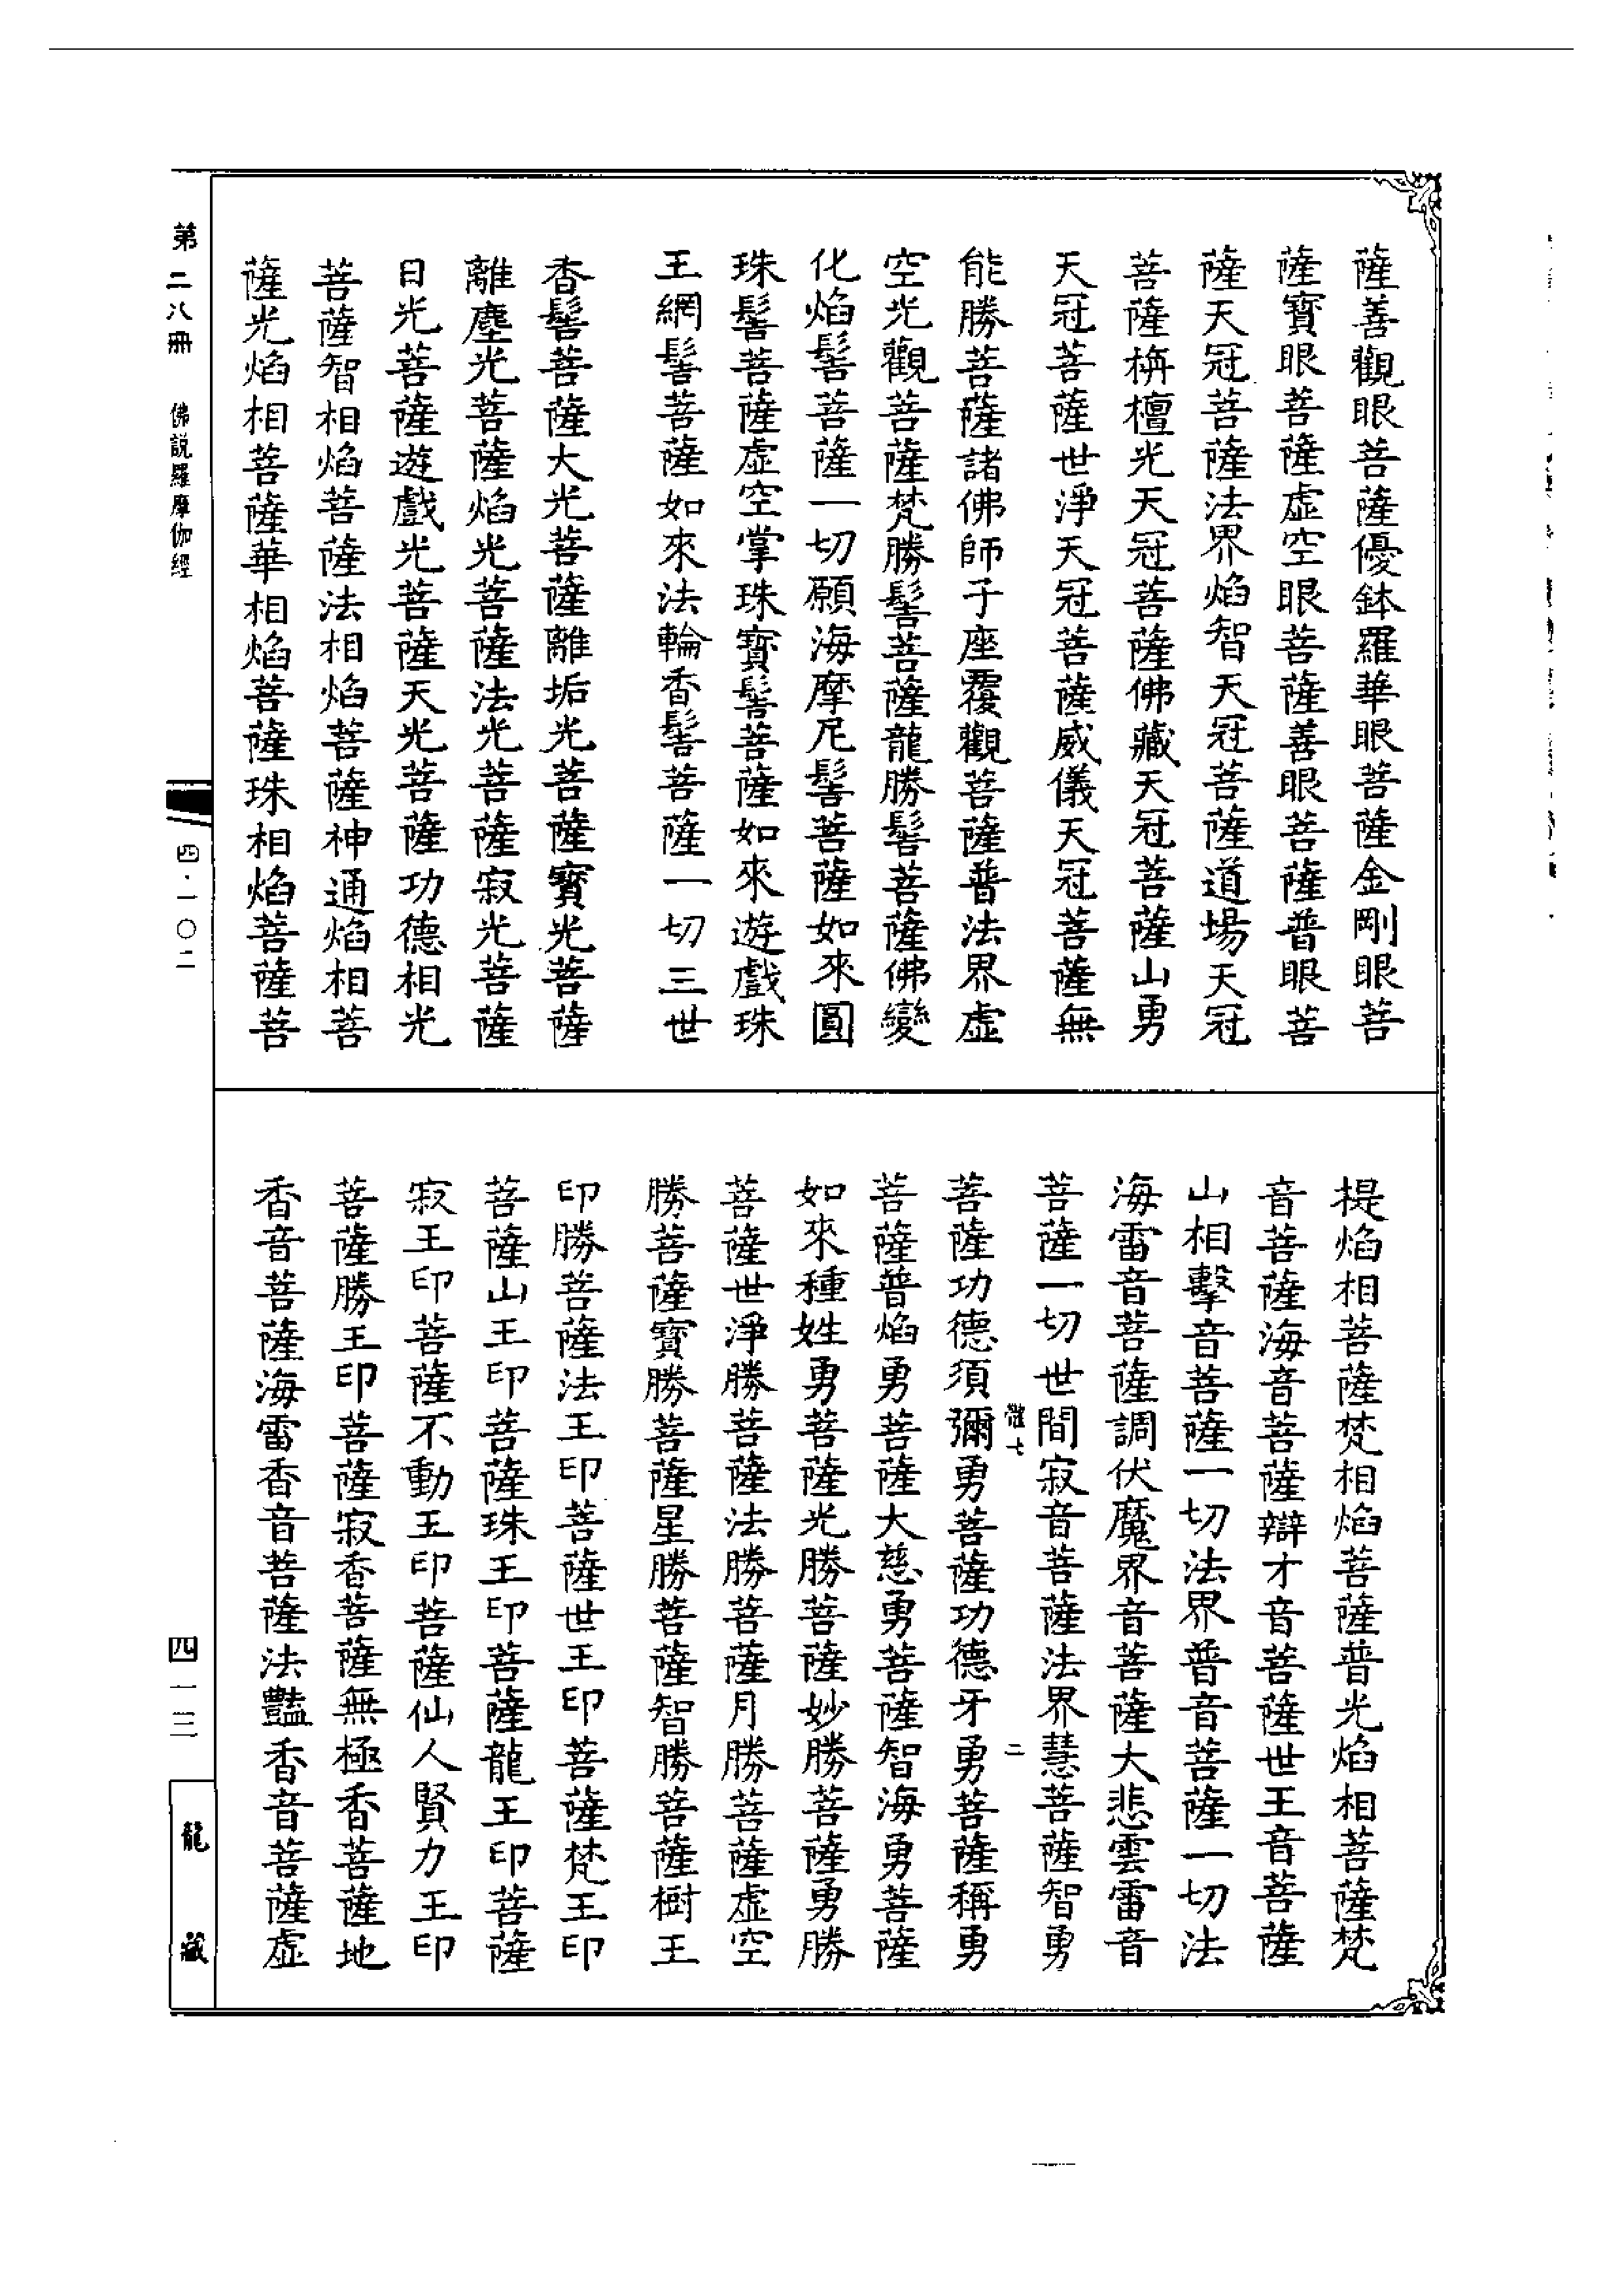 薩善觀眼菩薩優鉢羅華眼菩薩金剛眼菩
薩寶眼菩薩虛空眼菩薩善眼菩薩普眼菩
薩天冠菩薩法界焰智天冠菩薩道場天冠
菩薩栴檀光天冠菩薩佛藏天冠菩薩山勇
天冠菩薩世淨天冠菩薩威儀天冠菩薩無
能勝菩薩諸佛師子座覆觀菩薩普法界虛
空光觀菩薩梵勝髻菩薩龍勝髻菩薩佛變
化焰髻菩薩一切願海摩尼髻菩薩如來圓
珠髻菩薩虛空掌珠寶髻菩薩如來遊戲珠
王網髻菩薩如來法輪香髻菩薩一切三世
香髻菩薩大光菩薩離垢光菩薩寶光菩薩
離塵光菩薩焰光菩薩法光菩薩寂光菩薩
日光菩薩遊戲光菩薩天光菩薩功德相光
菩薩智相焰菩薩法相焰菩薩神通焰相菩
薩光焰相菩薩華相焰菩薩珠相焰菩薩菩
提焰相菩薩梵相焰菩薩普光焰相菩薩梵
音菩薩海音菩薩辯才音菩薩世王音菩薩
山相擊音菩薩一切法界普音菩薩一切法
海雷音菩薩調伏魔界音菩薩大悲雲雷音
菩薩一切世間寂音菩薩法界慧菩薩智勇
二
菩薩功德須彌勇菩薩功德牙勇菩薩稱勇
菩薩普焰勇菩薩大慈勇菩薩智海勇菩薩
如來種姓勇菩薩光勝菩薩妙勝菩薩勇勝
菩薩世淨勝菩薩法勝菩薩月勝菩薩虛空
勝菩薩寶勝菩薩星勝菩薩智勝菩薩樹王
印勝菩薩法王印菩薩世王印菩薩梵王印
菩薩山王印菩薩珠王印菩薩龍王印菩薩
寂王印菩薩不動王印菩薩仙人賢力王印
菩薩勝王印菩薩寂香菩薩無極香菩薩地
香音菩薩海雷香音菩薩法豔香音菩薩虛
第二八冊 佛說羅摩伽經
四·一〇二
四一三
龍藏